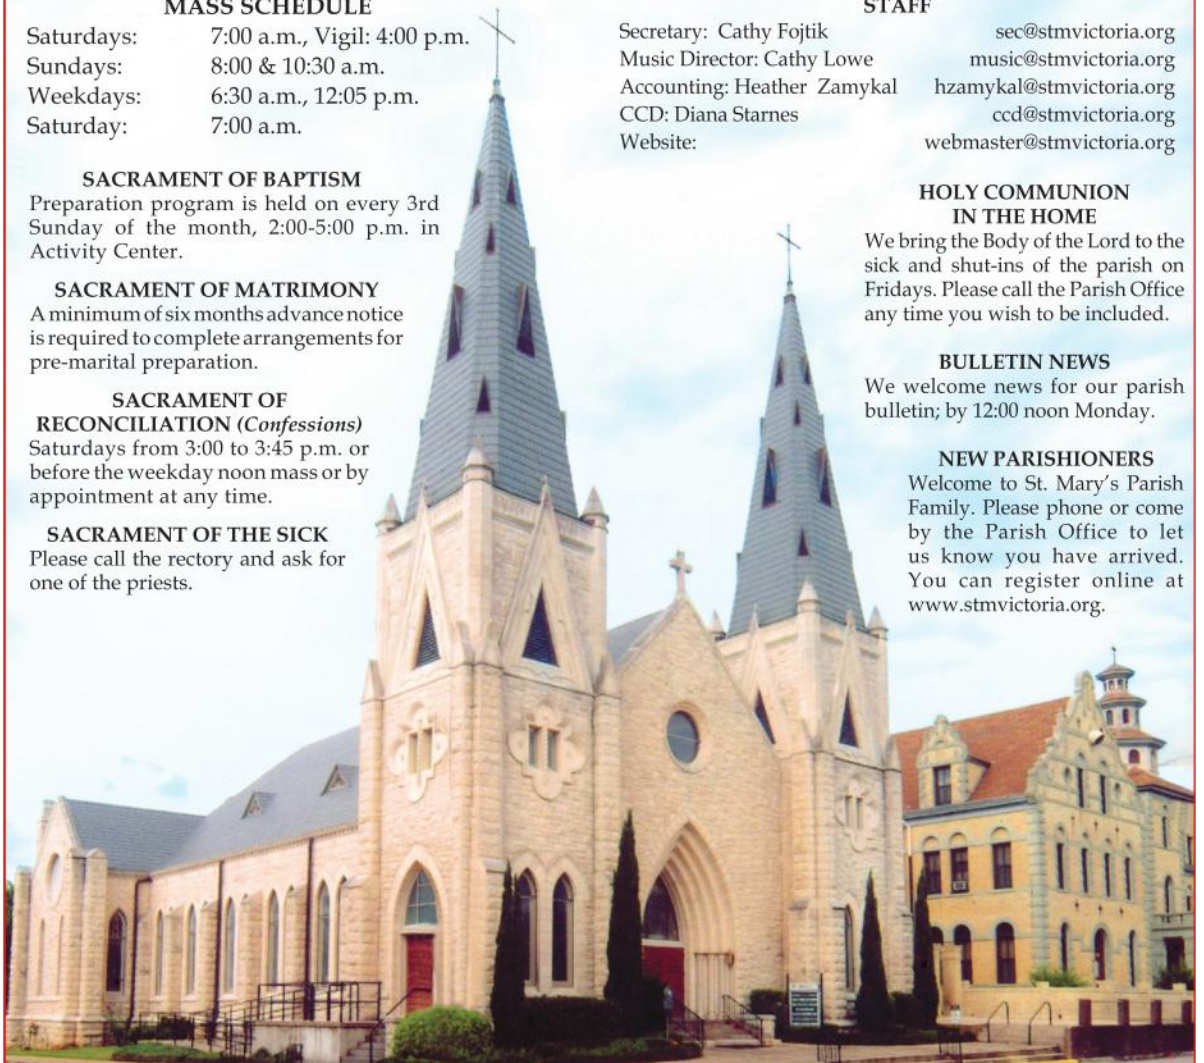 MASS SCHEDULE
Saturdays: 7:00 a.m., Vigil: 4:00 p.m.
Sundays: 8:00 & 10:30 a.m.
Weekdays: 6:30 a.m., 12:05 p.m.
Saturday: 7:00 a.m.
SACRAMENT OF BAPTISM
Preparation program is held on every 3rd
Sunday of the month, 2:00-5:00 p.m. in
Activity Center.
SACRAMENT OF MATRIMONY
A minimum of six months advance notice
is required to complete arrangements for
pre-marital preparation.
SACRAMENT OF
RECONCILIATION (Confessions)
Saturdays from 3:00 to 3:45 p.m. or
before the weekday noon mass or by
appointment at any time.
SACRAMENT OF THE SICK
Please call the rectory and ask for
one of the priests.
STAFF
Secretary: Cathy Fojtik sec@stmvictoria.org
Music Director: Cathy Lowe music@stmvictoria.org
Accounting: Heather Zamykal hzamykal@stmvictoria.org
CCD: Diana Starnes ccd@stmvictoria.org
Website: webmaster@stmvictoria.org
HOLY COMMUNION
IN THE HOME
We bring the Body of the Lord to the
sick and shut-ins of the parish on
Fridays. Please call the Parish Office
any time you wish to be included.
BULLETIN NEWS
We welcome news for our parish
bulletin; by 12:00 noon Monday.
NEW PARISHIONERS
Welcome to St. Mary's Parish
Family. Please phone or come
by the Parish Office to let
us know you have arrived.
You can register online at
www.stmvictoria.org.